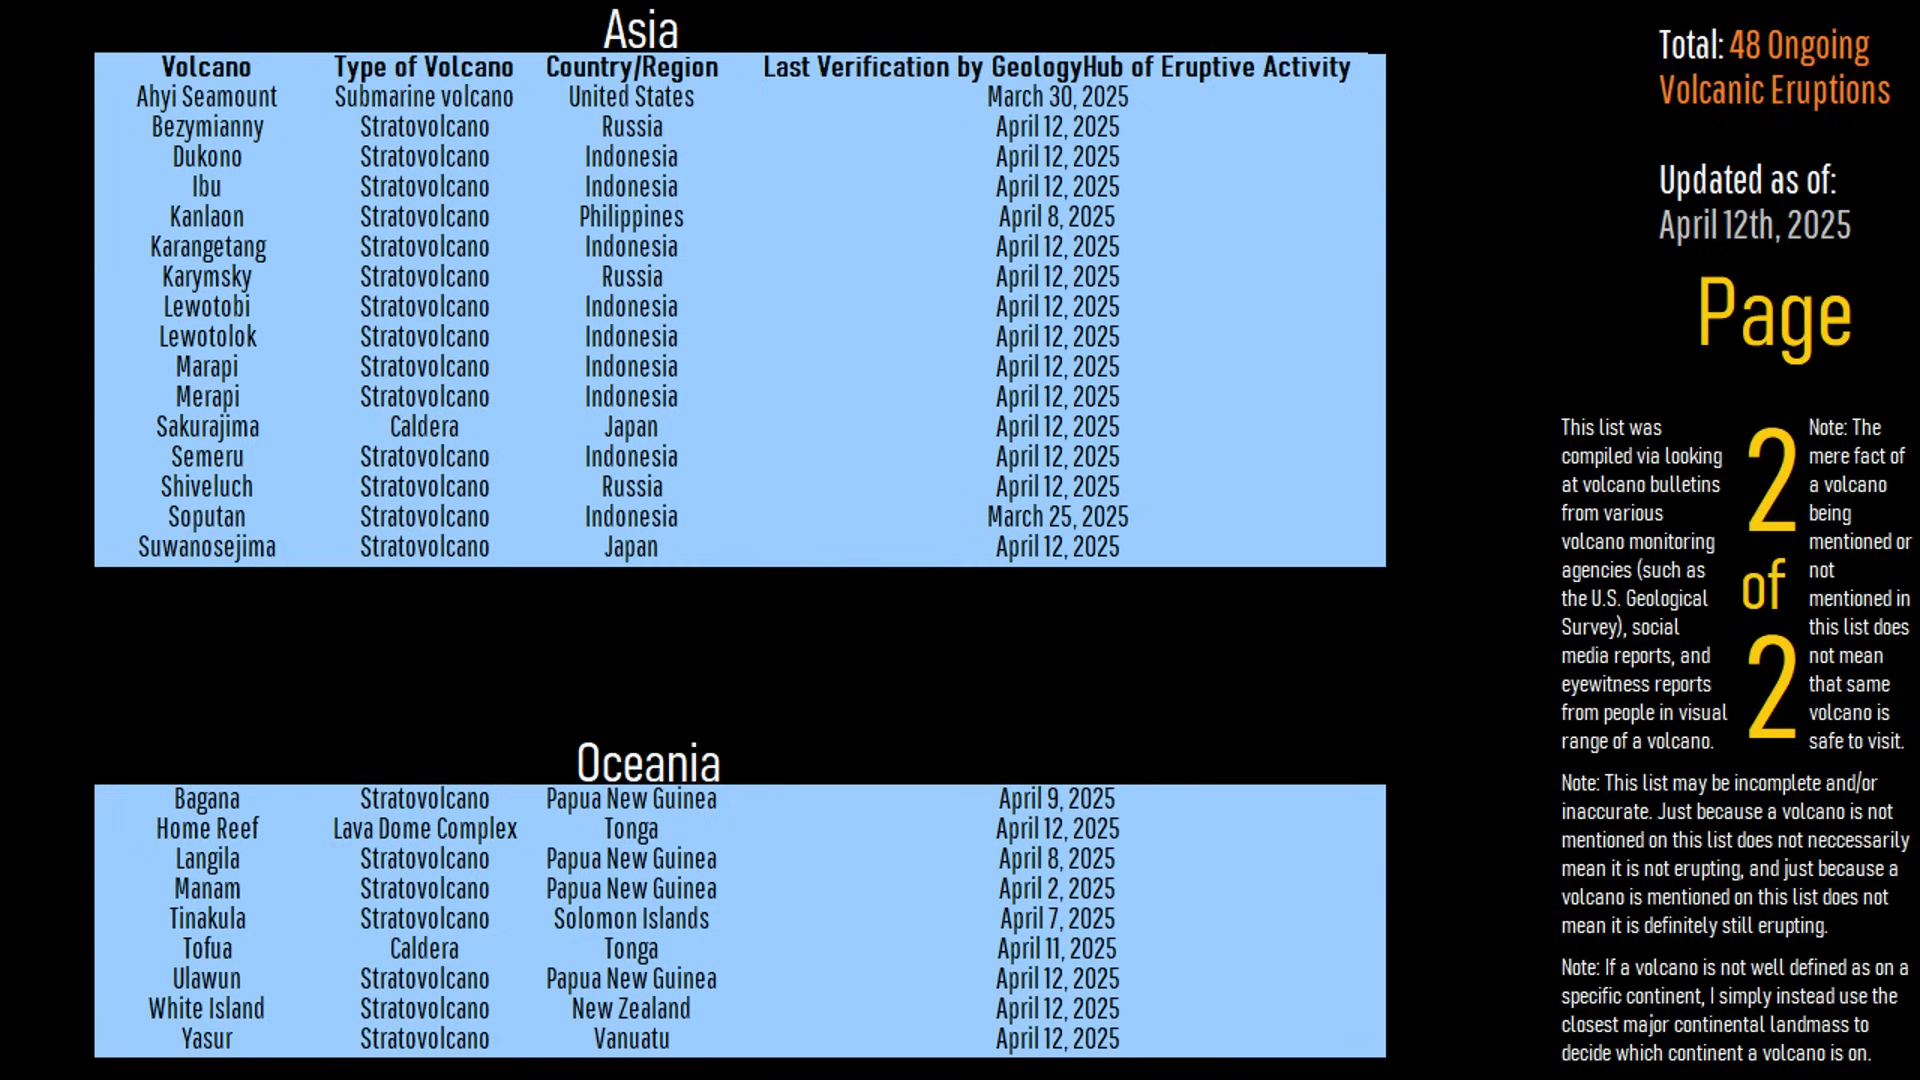 Asia
Volcano Type of Volcano Country/Region Last Verification by GeologyHub of Eruptive Activity
Ahyi Seamount Submarine volcano United States March 30, 2025
Bezymianny Stratovolcano Russia April 12, 2025
Dukono Stratovolcano Indonesia April 12, 2025
Ibu Stratovolcano Indonesia April 12, 2025
Kanlaon Stratovolcano Philippines April 8, 2025
Karangetang Stratovolcano Indonesia April 12, 2025
Karymsky Stratovolcano Russia April 12, 2025
Lewotobi Stratovolcano Indonesia April 12, 2025
Lewotolok Stratovolcano Indonesia April 12, 2025
Marapi Stratovolcano Indonesia April 12, 2025
Merapi Stratovolcano Indonesia April 12, 2025
Sakurajima Caldera Japan April 12, 2025
Semeru Stratovolcano Indonesia April 12, 2025
Shiveluch Stratovolcano Russia April 12, 2025
Soputan Stratovolcano Indonesia March 25, 2025
Suwanosejima Stratovolcano Japan April 12, 2025
Oceania
Bagana Stratovolcano Papua New Guinea April 9, 2025
Home Reef Lava Dome Complex Tonga April 12, 2025
Langila Stratovolcano Papua New Guinea April 8, 2025
Manam Stratovolcano Papua New Guinea April 2, 2025
Tinakula Stratovolcano Solomon Islands April 7, 2025
Tofua Caldera Tonga April 11, 2025
Ulawun Stratovolcano Papua New Guinea April 12, 2025
White Island Stratovolcano New Zealand April 12, 2025
Yasur Stratovolcano Vanuatu April 12, 2025
Total: 48 Ongoing
Volcanic Eruptions
Updated as of:
April 12th, 2025
Page
2
of
2
This list was
compiled via looking
at volcano bulletins
from various
volcano monitoring
agencies (such as
the U.S. Geological
Survey), social
media reports, and
eyewitness reports
from people in visual
range of a volcano.
Note: The
mere fact of
a volcano
being
mentioned or
not
mentioned in
this list does
not mean
that same
volcano is
safe to visit.
Note: This list may be incomplete and/or
inaccurate. Just because a volcano is not
mentioned on this list does not neccessarily
mean it is not erupting, and just because a
volcano is mentioned on this list does not
mean it is definitely still erupting.
Note: If a volcano is not well defined as on a
specific continent, I simply instead use the
closest major continental landmass to
decide which continent a volcano is on.